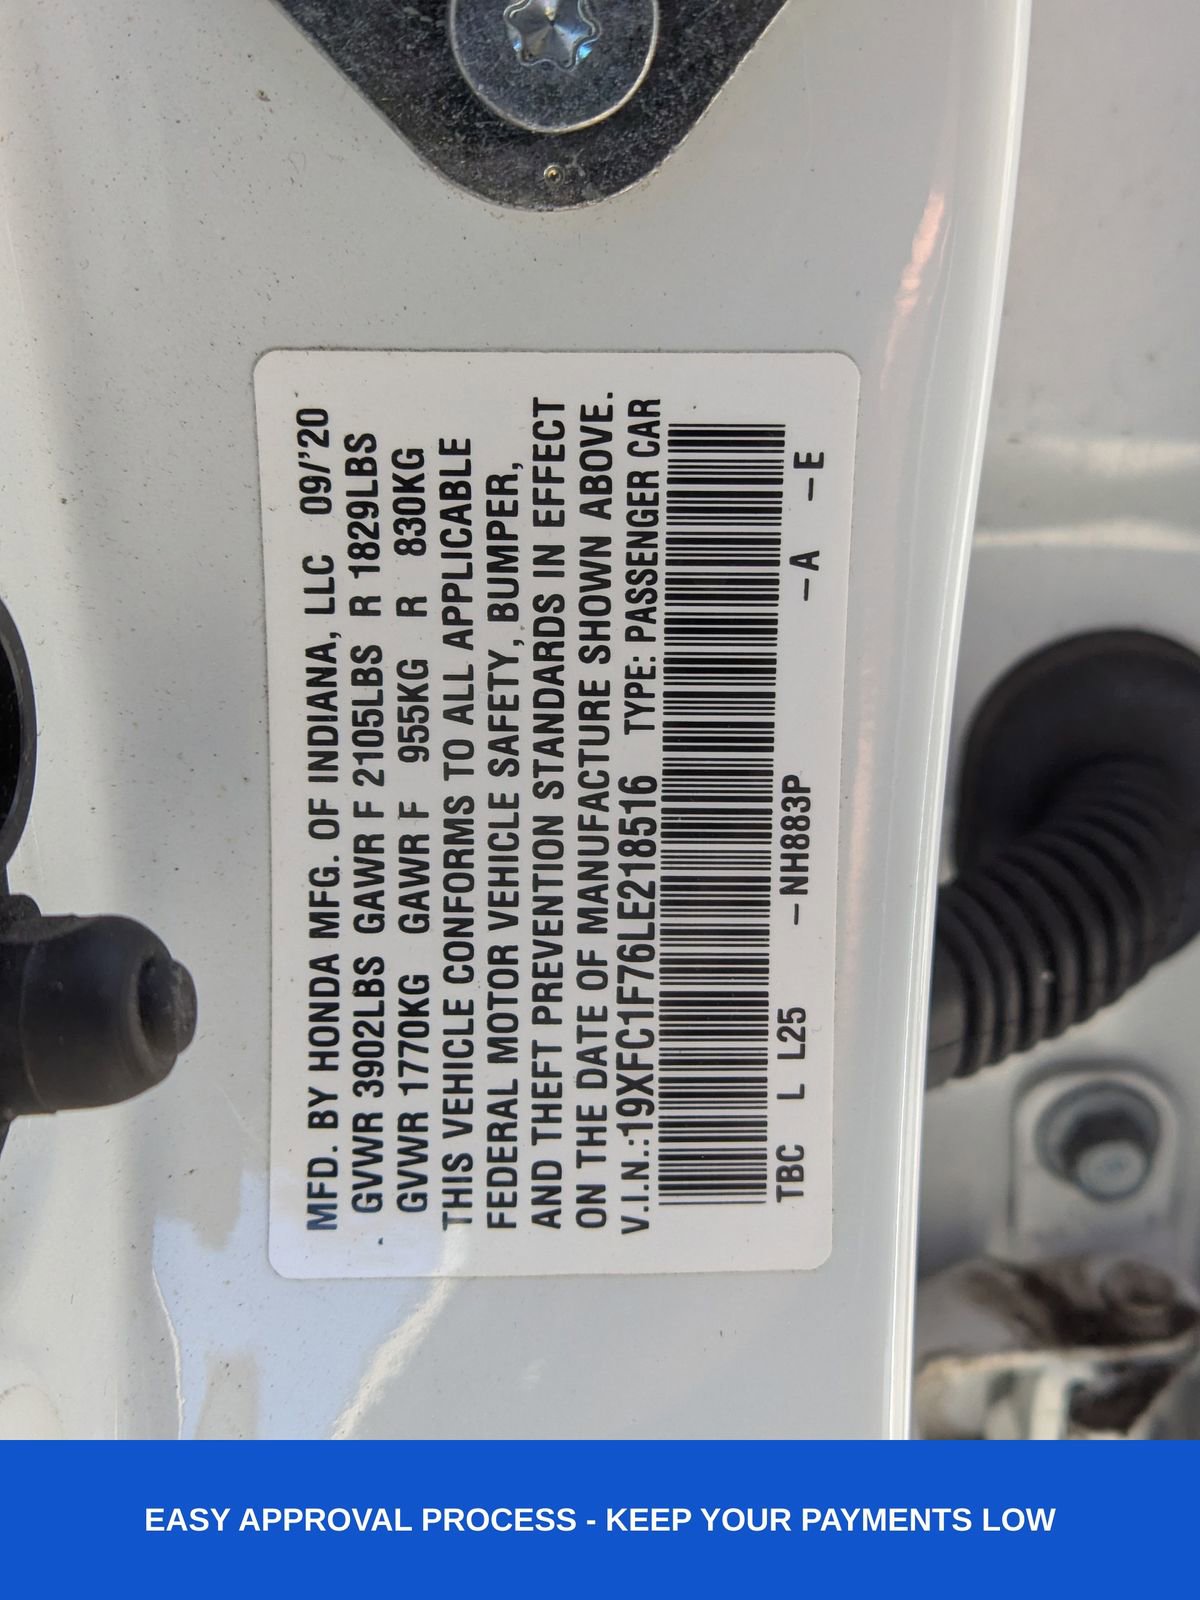 MFD. BY HONDA MFG. OF INDIANA, LLC 09/'20
GVWR 3902LBS GAWR F 2105LBS R 1829LBS
GVWR 1770KG GAWR F 955KG R 830KG
THIS VEHICLE CONFORMS TO ALL APPLICABLE
FEDERAL MOTOR VEHICLE SAFETY, BUMPER,
AND THEFT PREVENTION STANDARDS IN EFFECT
ON THE DATE OF MANUFACTURE SHOWN ABOVE.
V.I.N.:19XFC1F76LE218516 TYPE: PASSENGER CAR
TBC L L25 –NH883P –A –E
EASY APPROVAL PROCESS - KEEP YOUR PAYMENTS LOW